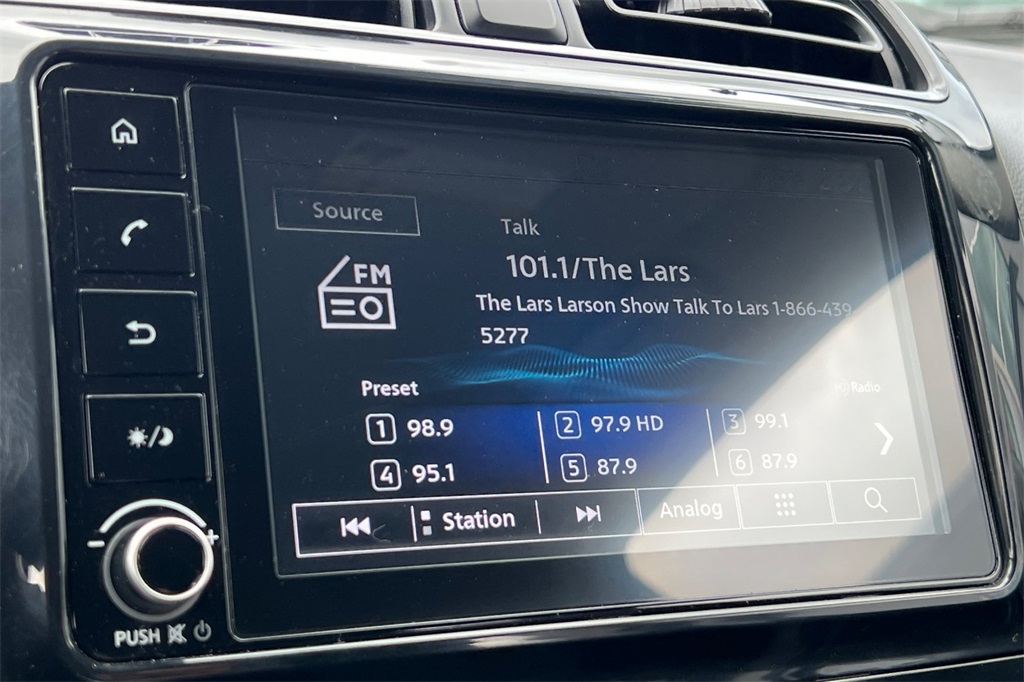 Source
Talk
FM
101.1/The Lars
The Lars Larson Show Talk To Lars 1-866-439-
5277
Preset
HD Radio
1 98.9
2 97.9 HD
3 99.1
4 95.1
5 87.9
6 87.9
Station
Analog
- +
PUSH